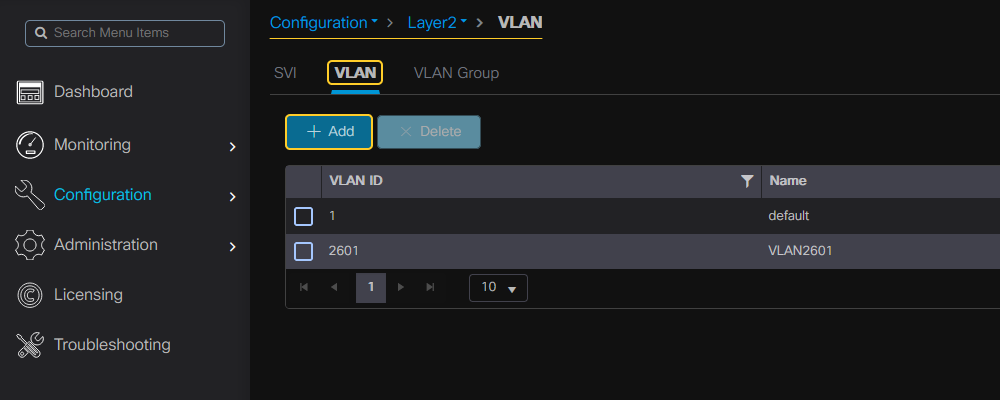 Search Menu Items
Dashboard
Monitoring
Configuration
Administration
Licensing
Troubleshooting
Configuration > Layer2 > VLAN
SVI VLAN VLAN Group
+ Add × Delete
VLAN ID Name
1 default
2601 VLAN2601
1 10